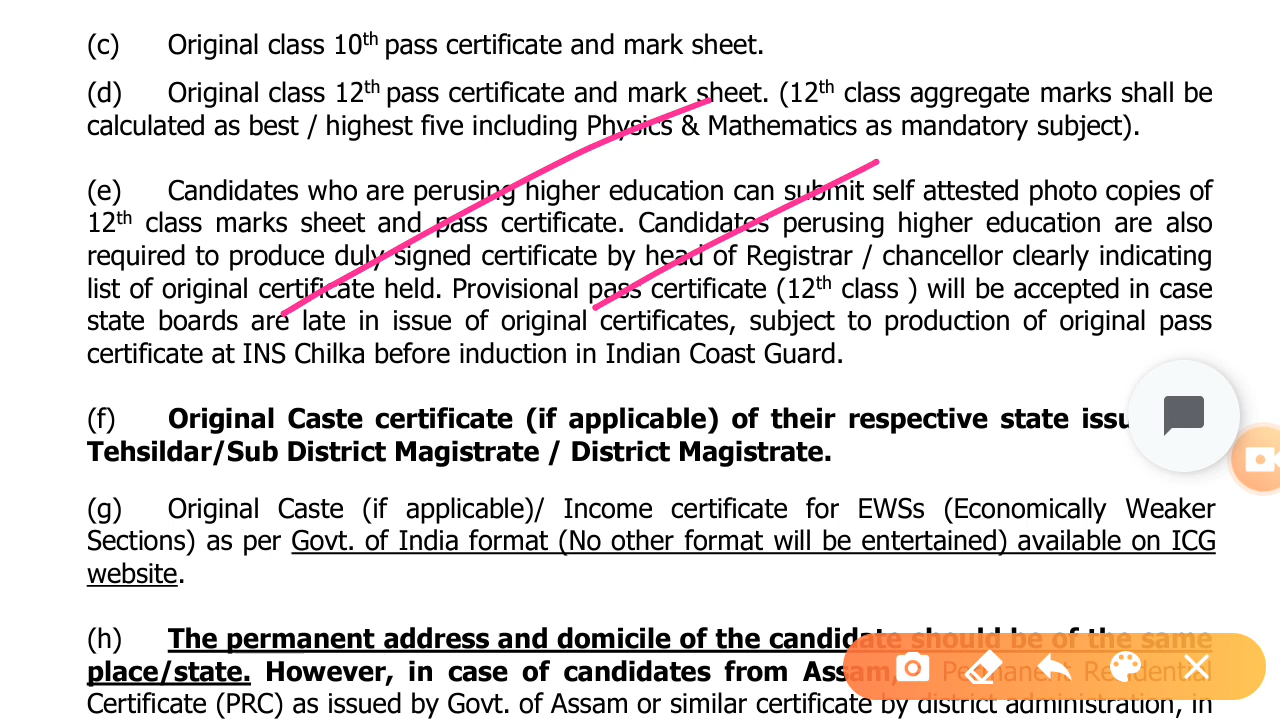 (c) Original class 10th pass certificate and mark sheet.
(d) Original class 12th pass certificate and mark sheet. (12th class aggregate marks shall be
calculated as best / highest five including Physics & Mathematics as mandatory subject).
(e) Candidates who are perusing higher education can submit self attested photo copies of
12th class marks sheet and pass certificate. Candidates perusing higher education are also
required to produce duly signed certificate by head of Registrar / chancellor clearly indicating
list of original certificate held. Provisional pass certificate (12th class ) will be accepted in case
state boards are late in issue of original certificates, subject to production of original pass
certificate at INS Chilka before induction in Indian Coast Guard.
(f) Original Caste certificate (if applicable) of their respective state
Tehsildar/Sub District Magistrate / District Magistrate.
(g) Original Caste (if applicable)/ Income certificate for EWSs (Economically Weaker
Sections) as per Govt. of India format (No other format will be entertained) available on ICG
website.
(h) The permanent address and domicile of the candidate should be of the same
place/state. However, in case of candidates from Assam, Permanent Residential
Certificate (PRC) as issued by Govt. of Assam or similar certificate by district administration, in